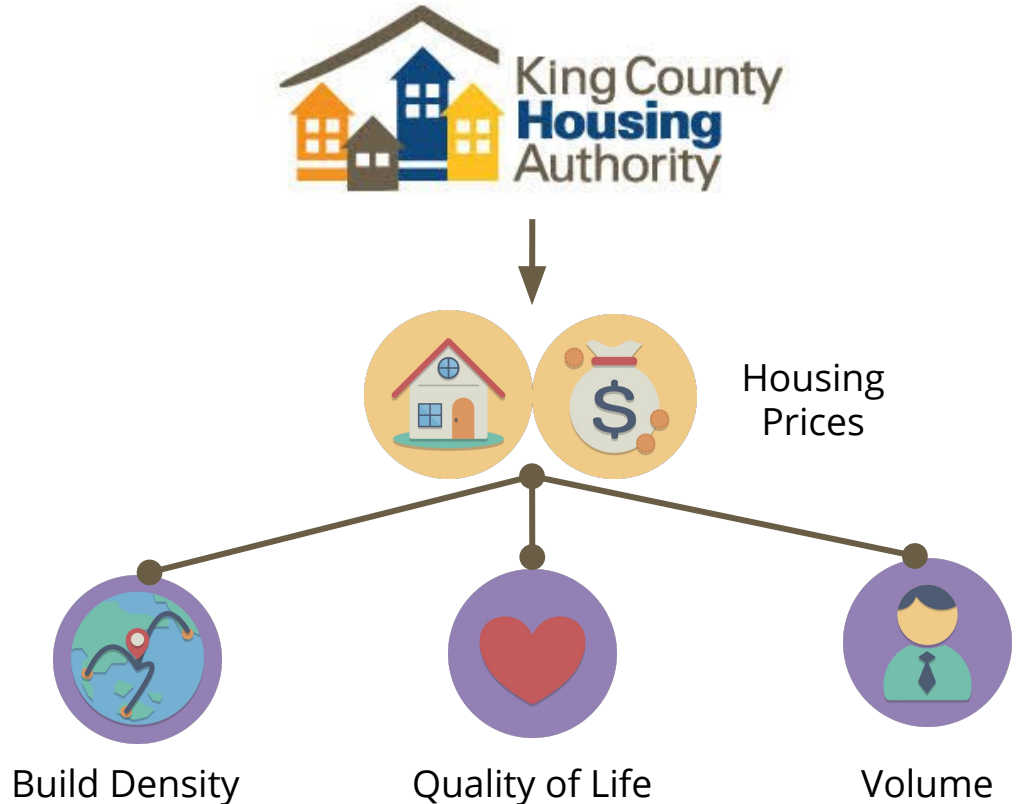 King County
Housing
Authority
$
Housing
Prices
Build Density
Quality of Life
Volume